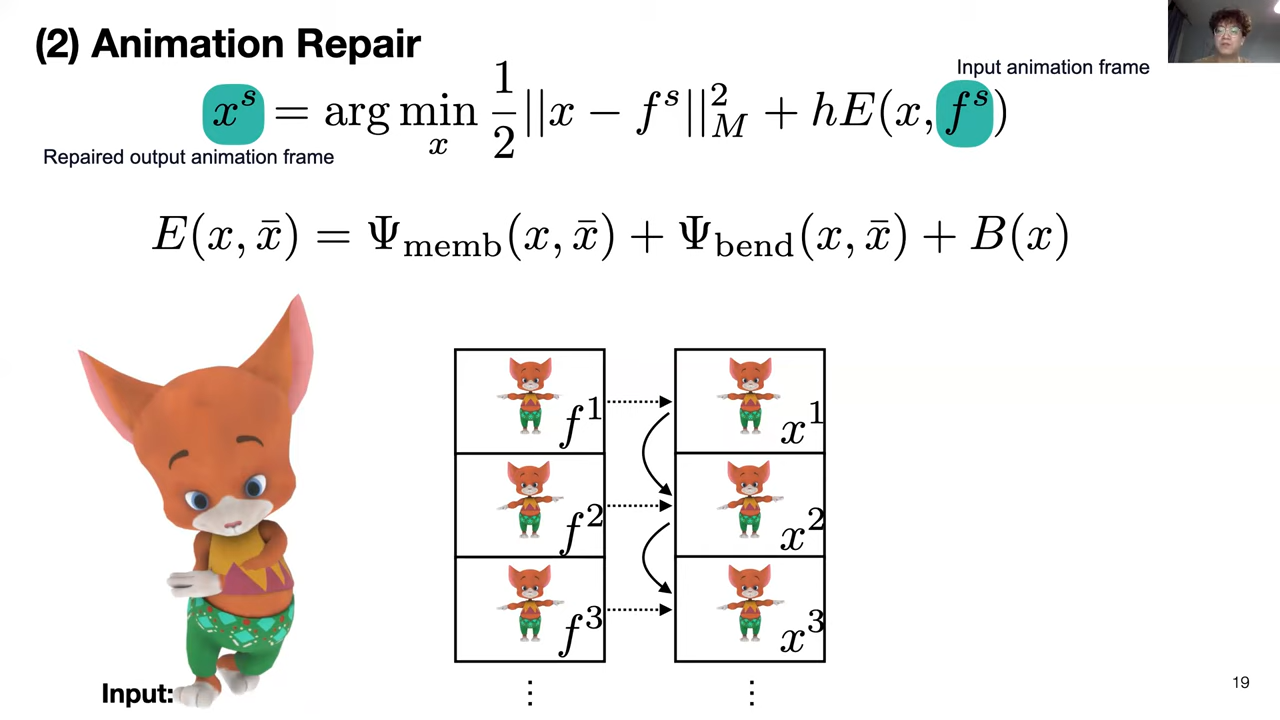 (2) Animation Repair
Input animation frame
x^s = arg min_x 1/2 ||x − f^s||^2_M + hE(x, f^s)
Repaired output animation frame
E(x, x̄) = Ψ_memb(x, x̄) + Ψ_bend(x, x̄) + B(x)
f^1 x^1
f^2 x^2
f^3 x^3
⋮ ⋮
Input:
19